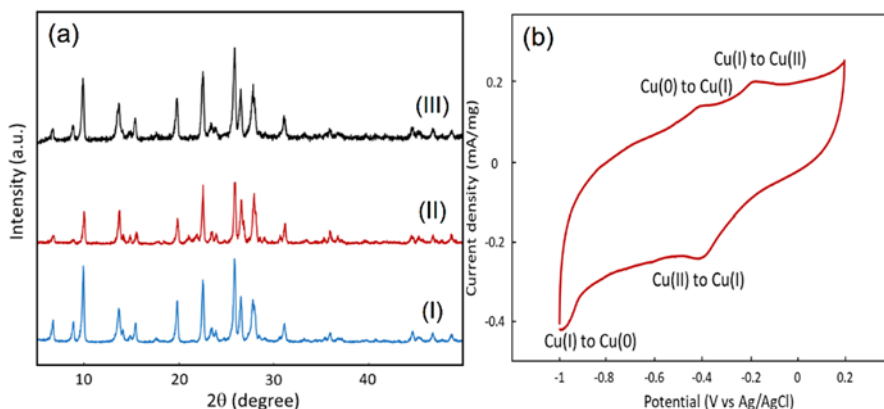 (a)
(III)
(II)
(I)
Intensity (a.u.)
10
20
30
40
2θ (degree)
(b)
Cu(I) to Cu(II)
Cu(0) to Cu(I)
Cu(II) to Cu(I)
Cu(I) to Cu(0)
Current density (mA/mg)
0.2
0
-0.2
-0.4
-1
-0.8
-0.6
-0.4
-0.2
0
0.2
Potential (V vs Ag/AgCl)